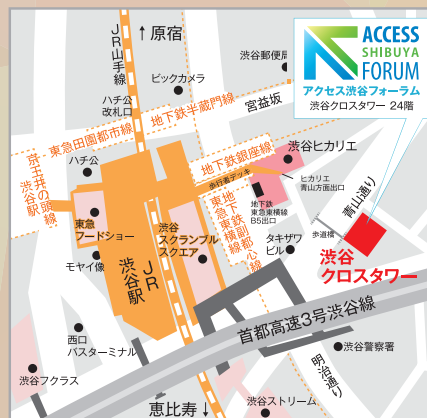 ACCESS
SHIBUYA
FORUM
アクセス渋谷フォーラム
渋谷クロスタワー 24階
JR山手線
↑原宿
渋谷郵便局
ビックカメラ
宮益坂
ハチ公
改札口
地下鉄半蔵門線
東急田園都市線
京王井の頭線
渋谷駅
ハチ公
地下鉄銀座線
渋谷ヒカリエ
歩行者デッキ
ヒカリエ
青山方面出口
青山通り
地下鉄
東急東横線
B5出口
地下鉄副都心線
東急東横線
東急
フードショー
渋谷
スクランブル
スクエア
タキザワ
ビル
歩道橋
渋谷
クロスタワー
モヤイ像
JR
渋谷駅
首都高速3号渋谷線
西口
バスターミナル
渋谷警察署
明治通り
渋谷フクラス
渋谷ストリーム
恵比寿↓